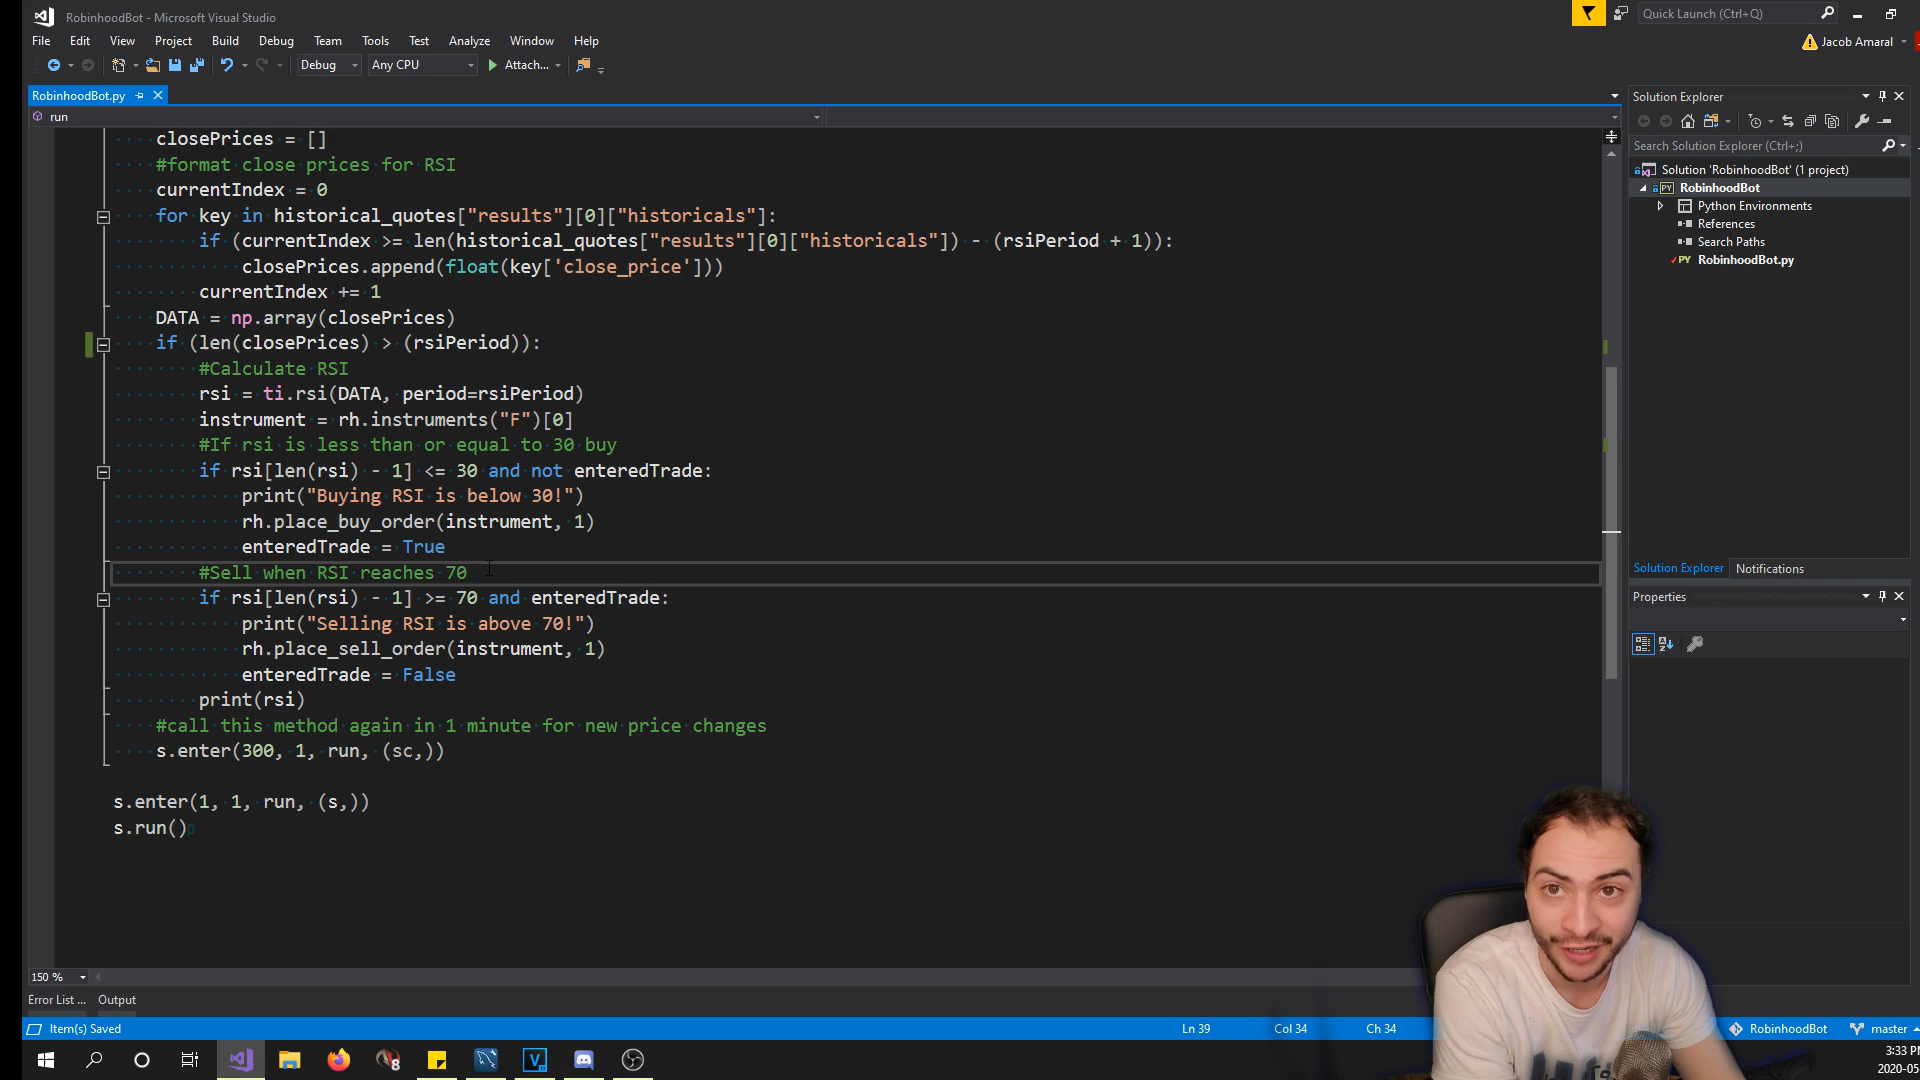 RobinhoodBot - Microsoft Visual Studio
Quick Launch (Ctrl+Q)
File Edit View Project Build Debug Team Tools Test Analyze Window Help
Jacob Amaral
Debug Any CPU Attach...
RobinhoodBot.py
run
closePrices = []
#format close prices for RSI
currentIndex = 0
for key in historical_quotes["results"][0]["historicals"]:
if (currentIndex >= len(historical_quotes["results"][0]["historicals"]) - (rsiPeriod + 1)):
closePrices.append(float(key['close_price']))
currentIndex += 1
DATA = np.array(closePrices)
if (len(closePrices) > (rsiPeriod)):
#Calculate RSI
rsi = ti.rsi(DATA, period=rsiPeriod)
instrument = rh.instruments("F")[0]
#If rsi is less than or equal to 30 buy
if rsi[len(rsi) - 1] <= 30 and not enteredTrade:
print("Buying RSI is below 30!")
rh.place_buy_order(instrument, 1)
enteredTrade = True
#Sell when RSI reaches 70
if rsi[len(rsi) - 1] >= 70 and enteredTrade:
print("Selling RSI is above 70!")
rh.place_sell_order(instrument, 1)
enteredTrade = False
print(rsi)
#call this method again in 1 minute for new price changes
s.enter(300, 1, run, (sc,))
s.enter(1, 1, run, (s,))
s.run()
Solution Explorer
Search Solution Explorer (Ctrl+;)
Solution 'RobinhoodBot' (1 project)
PY RobinhoodBot
Python Environments
References
Search Paths
PY RobinhoodBot.py
Solution Explorer Notifications
Properties
150 %
Error List ... Output
Item(s) Saved Ln 39 Col 34 Ch 34 RobinhoodBot master
8 V
3:33 PM
2020-05